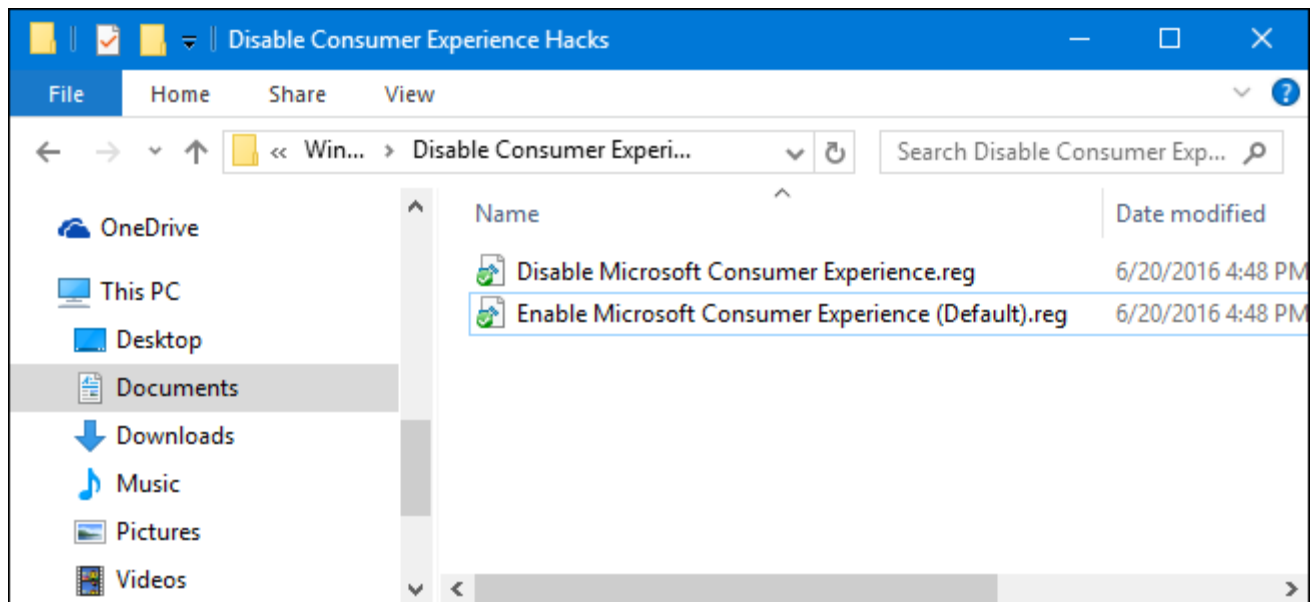 Disable Consumer Experience Hacks
File Home Share View
« Win... › Disable Consumer Experi... Search Disable Consumer Exp...
Name Date modified
OneDrive
Disable Microsoft Consumer Experience.reg 6/20/2016 4:48 PM
This PC
Enable Microsoft Consumer Experience (Default).reg 6/20/2016 4:48 PM
Desktop
Documents
Downloads
Music
Pictures
Videos